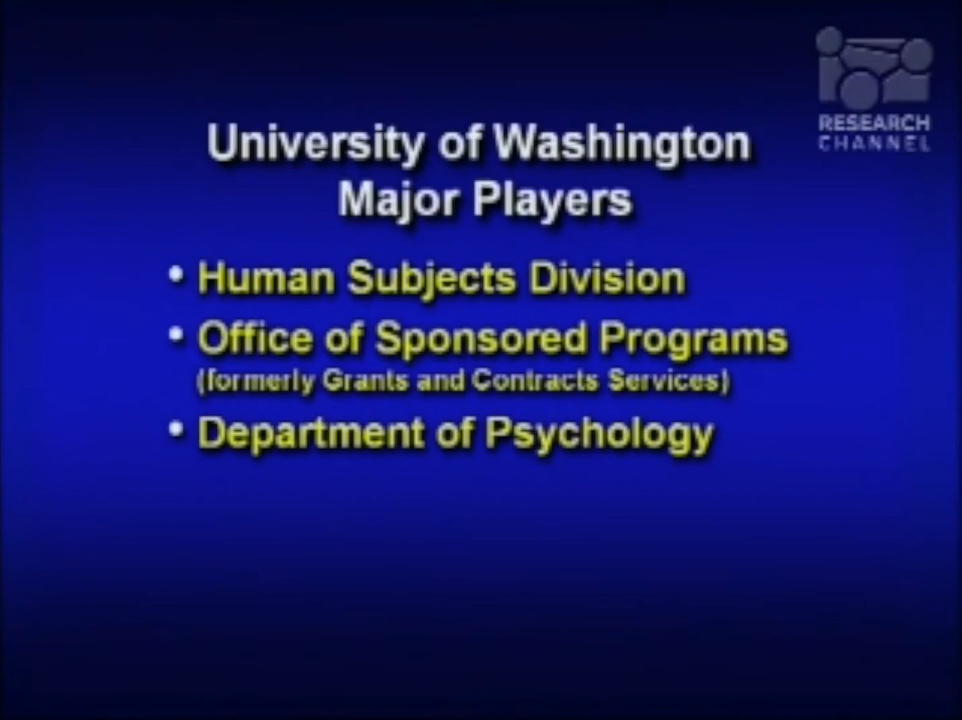 RESEARCH
CHANNEL
University of Washington
Major Players
• Human Subjects Division
• Office of Sponsored Programs
(formerly Grants and Contracts Services)
• Department of Psychology